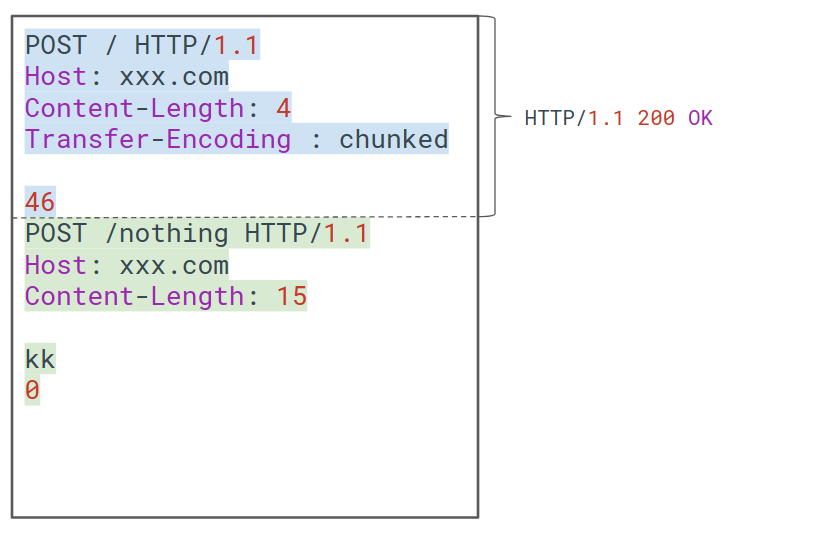 POST / HTTP/1.1
Host: xxx.com
Content-Length: 4
Transfer-Encoding : chunked
46
POST /nothing HTTP/1.1
Host: xxx.com
Content-Length: 15
kk
0
HTTP/1.1 200 OK